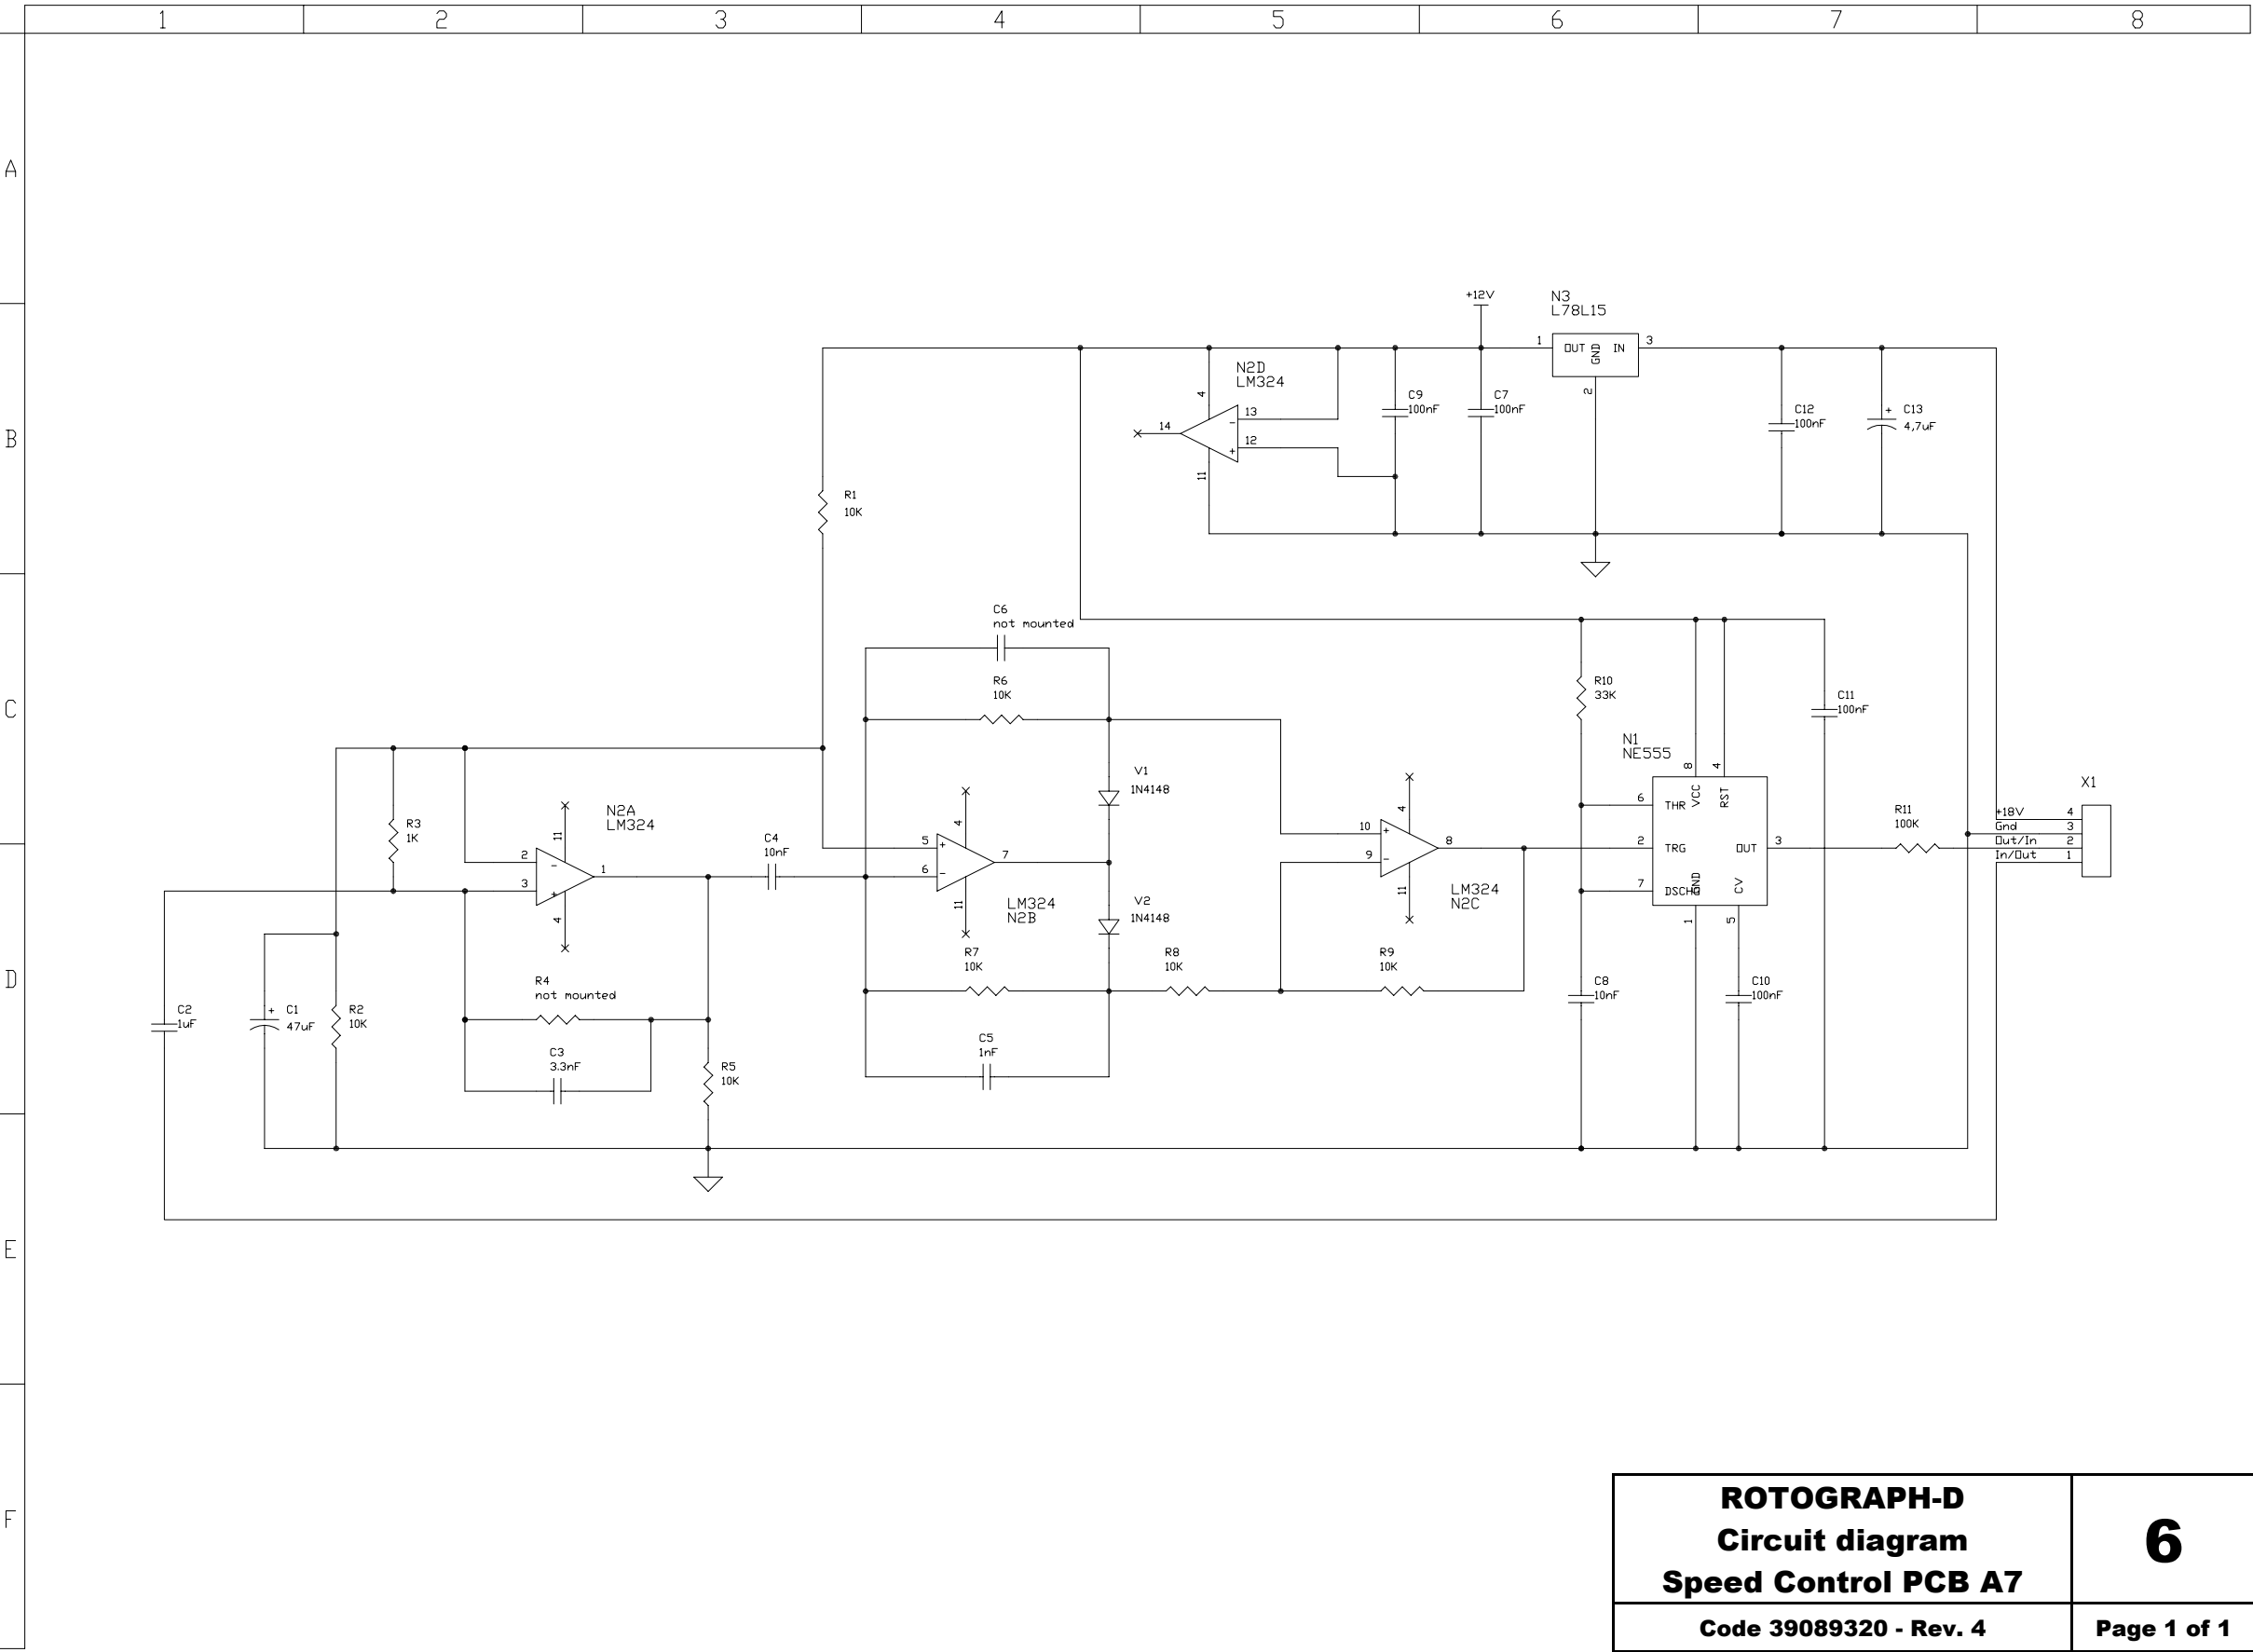 1 2 3 4 5 6 7 8
A
B
C
D
E
F
+12V
N3
L78L15
1 OUT GND IN 3
2
N2D
LM324
4
13
12
14
11
-
+
C9
100nF
C7
100nF
C12
100nF
+ C13
4,7uF
R1
10K
C6
not mounted
R6
10K
R10
33K
C11
100nF
N1
NE555
8 4
VCC RST
6 THR
2 TRG OUT 3
7 DSCHG GND CV
1 5
V1
1N4148
X1
R11
100K
+18V 4
Gnd 3
Out/In 2
In/Out 1
N2A
LM324
R3
1K
11
2 -
3 +
1
4
C4
10nF
4
5 +
6 -
7
11
LM324
N2B
V2
1N4148
4
10 +
9 -
8
11
LM324
N2C
R7
10K
R8
10K
R9
10K
C8
10nF
C10
100nF
R4
not mounted
C2
1uF
+ C1
47uF
R2
10K
C3
3.3nF
R5
10K
C5
1nF
ROTOGRAPH-D
Circuit diagram
Speed Control PCB A7
6
Code 39089320 - Rev. 4
Page 1 of 1